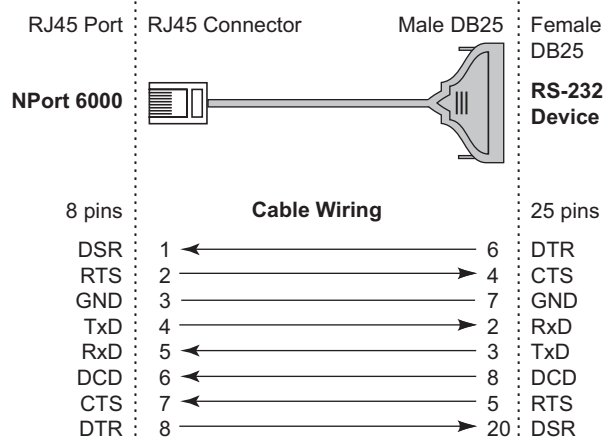 RJ45 Port RJ45 Connector Male DB25 Female DB25
NPort 6000 RS-232 Device
8 pins Cable Wiring 25 pins
DSR 1 6 DTR
RTS 2 4 CTS
GND 3 7 GND
TxD 4 2 RxD
RxD 5 3 TxD
DCD 6 8 DCD
CTS 7 5 RTS
DTR 8 20 DSR